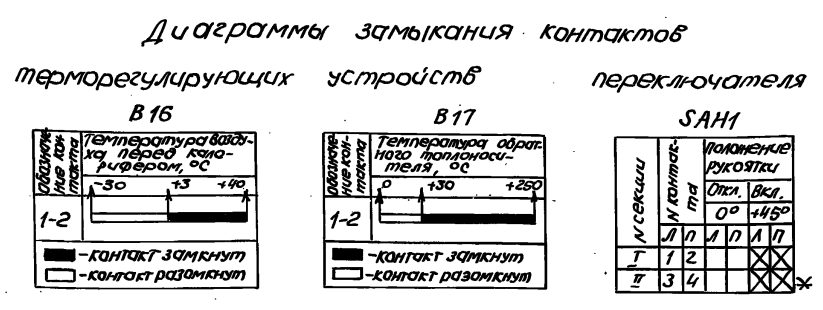 Диаграммы замыкания контактов
терморегулирующих устройств
переключателя
В16
Обозначение контакта
Температура воздуха перед калорифером, °С
-30 +3 +40
1-2
-контакт замкнут
-контакт разомкнут
В17
Обозначение контакта
Температура обратного теплоносителя, °С
0 +30 +250
1-2
-контакт замкнут
-контакт разомкнут
SAH1
N секции
N контакта
положение рукоятки
Откл. Вкл.
0° +45°
Л П Л П Л П
I 1 2
II 3 4 *